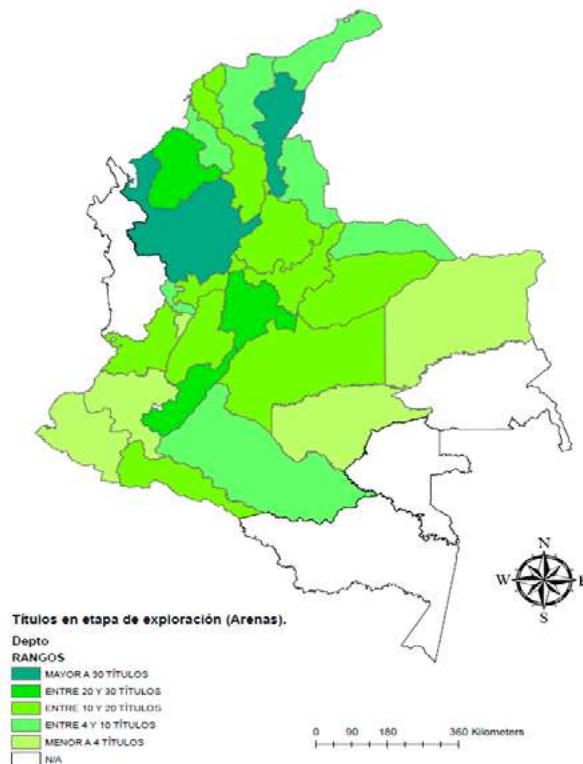 N
W
E
S
Títulos en etapa de exploración (Arenas).
Depto
RANGOS
MAYOR A 30 TÍTULOS
ENTRE 20 Y 30 TÍTULOS
ENTRE 10 Y 20 TÍTULOS
ENTRE 4 Y 10 TÍTULOS
MENOR A 4 TÍTULOS
N/A
0 90 180 360 Kilometers